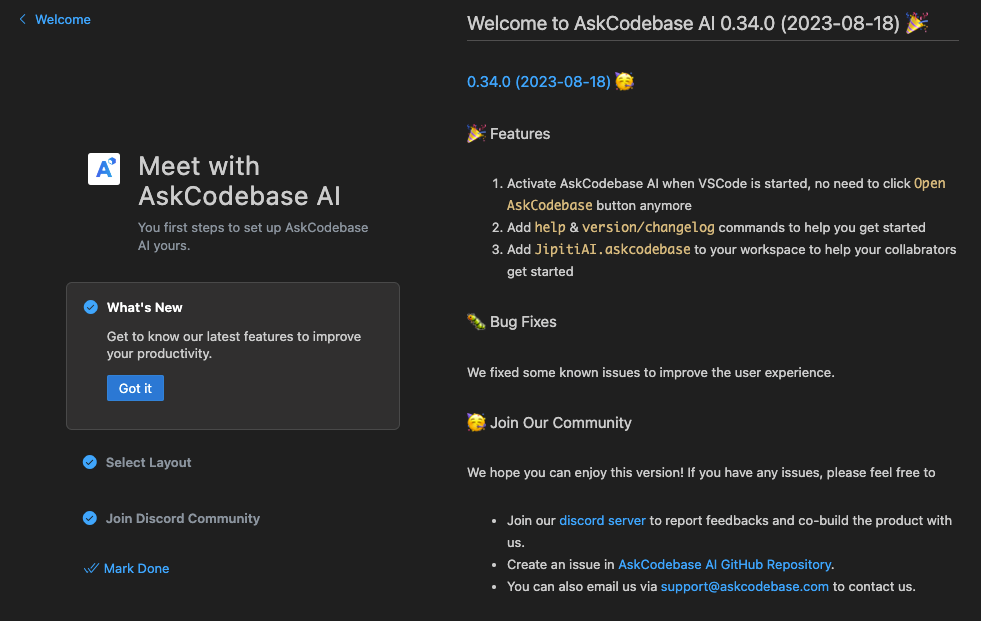 Welcome
Meet with
AskCodebase AI
You first steps to set up AskCodebase
AI yours.
What's New
Get to know our latest features to improve
your productivity.
Got it
Select Layout
Join Discord Community
Mark Done
Welcome to AskCodebase AI 0.34.0 (2023-08-18) 🎉
0.34.0 (2023-08-18) 🥳
🎉 Features
1. Activate AskCodebase AI when VSCode is started, no need to click Open
AskCodebase button anymore
2. Add help & version/changelog commands to help you get started
3. Add JipitiAI.askcodebase to your workspace to help your collabrators
get started
🐛 Bug Fixes
We fixed some known issues to improve the user experience.
🥳 Join Our Community
We hope you can enjoy this version! If you have any issues, please feel free to
• Join our discord server to report feedbacks and co-build the product with
us.
• Create an issue in AskCodebase AI GitHub Repository.
• You can also email us via support@askcodebase.com to contact us.